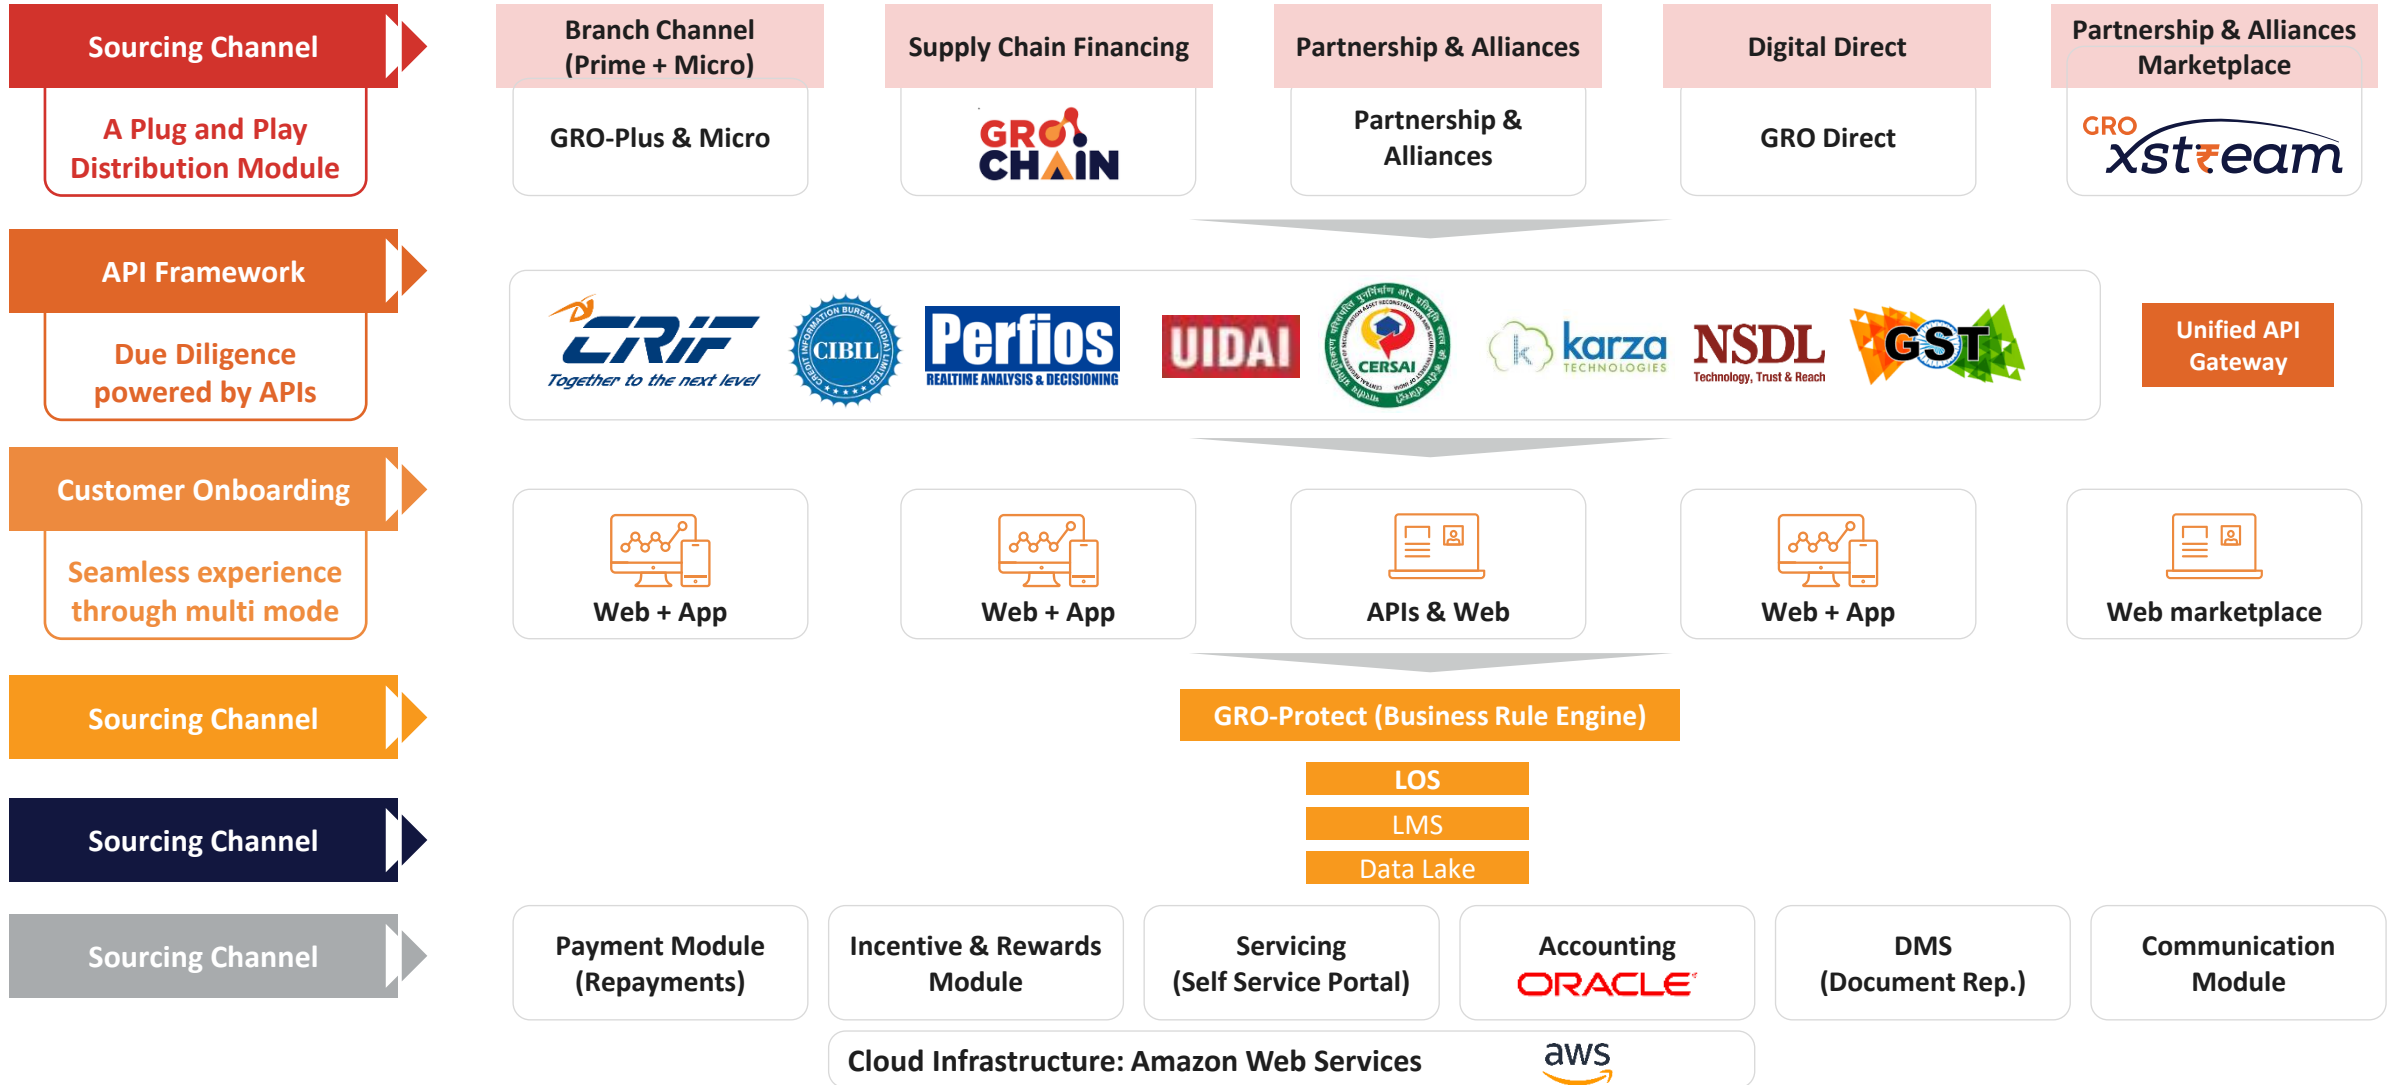 Sourcing Channel
A Plug and Play
Distribution Module
Branch Channel
(Prime + Micro)
GRO-Plus & Micro
Supply Chain Financing
GRO
CHAIN
Partnership & Alliances
Partnership &
Alliances
Digital Direct
GRO Direct
Partnership & Alliances
Marketplace
GRO
xstream
API Framework
Due Diligence
powered by APIs
CRIF
Together to the next level
CREDIT INFORMATION BUREAU (INDIA) LIMITED
CIBIL
Perfios
REALTIME ANALYSIS & DECISIONING
UIDAI
CERSAI
k karza
TECHNOLOGIES
NSDL
Technology, Trust & Reach
GST
Unified API
Gateway
Customer Onboarding
Seamless experience
through multi mode
Web + App
Web + App
APIs & Web
Web + App
Web marketplace
Sourcing Channel
GRO-Protect (Business Rule Engine)
LOS
Sourcing Channel
LMS
Data Lake
Sourcing Channel
Payment Module
(Repayments)
Incentive & Rewards
Module
Servicing
(Self Service Portal)
Accounting
ORACLE
DMS
(Document Rep.)
Communication
Module
Cloud Infrastructure: Amazon Web Services
aws